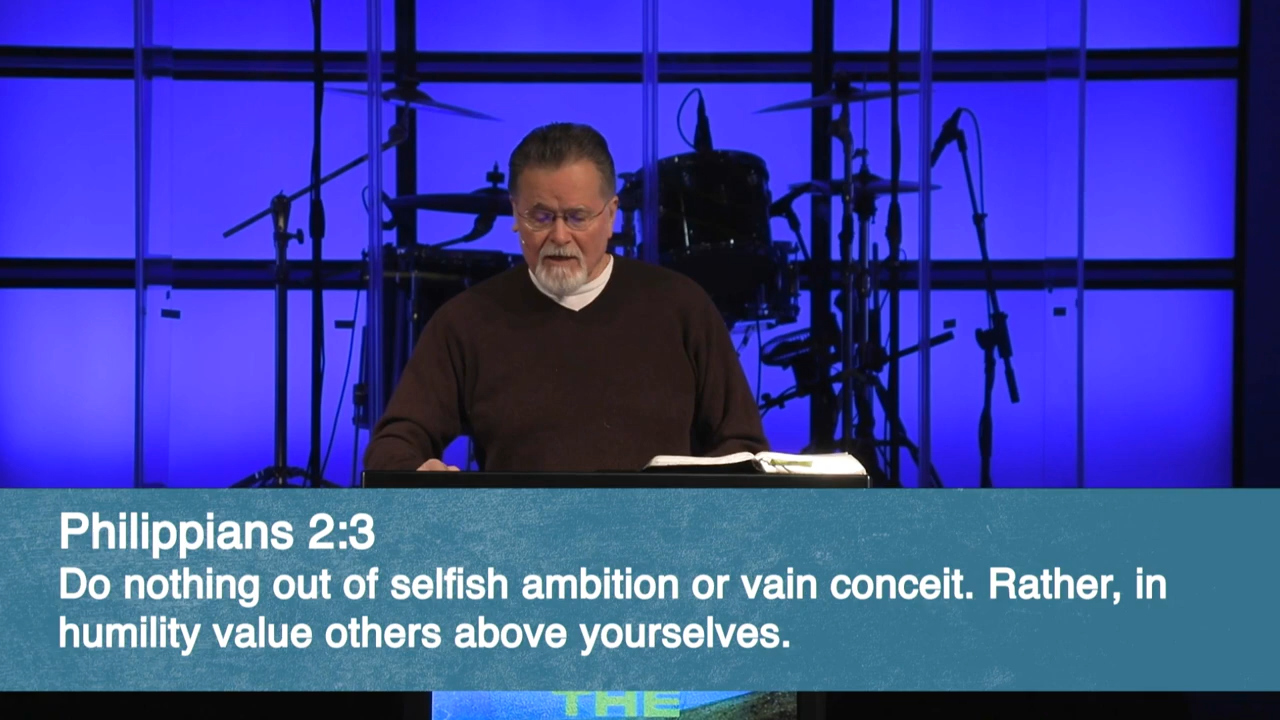 Philippians 2:3
Do nothing out of selfish ambition or vain conceit. Rather, in
humility value others above yourselves.
THE